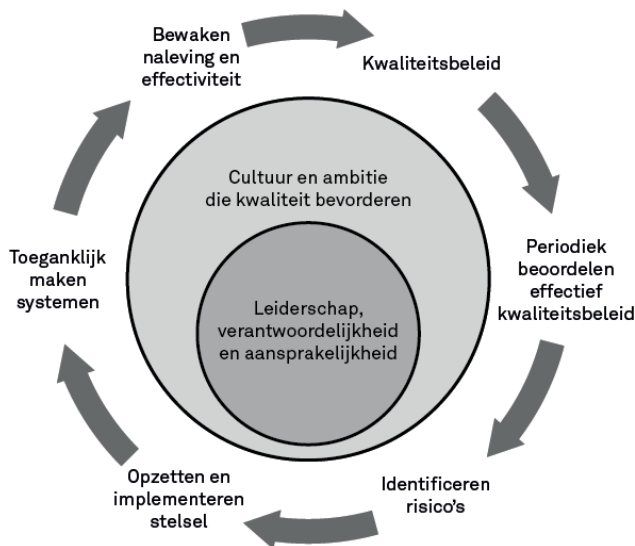 Bewaken
naleving en
effectiviteit
Kwaliteitsbeleid
Periodiek
beoordelen
effectief
kwaliteitsbeleid
Identificeren
risico's
Opzetten en
implementeren
stelsel
Toeganklijk
maken
systemen
Cultuur en ambitie
die kwaliteit bevorderen
Leiderschap,
verantwoordelijkheid
en aansprakelijkheid